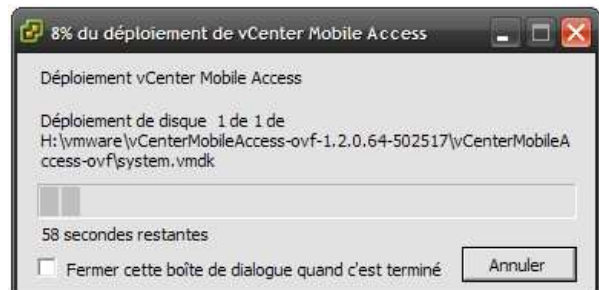 8% du déploiement de vCenter Mobile Access
Déploiement vCenter Mobile Access
Déploiement de disque 1 de 1 de
H:\vmware\vCenterMobileAccess-ovf-1.2.0.64-502517\vCenterMobileA
ccess-ovf\system.vmdk
58 secondes restantes
Fermer cette boîte de dialogue quand c'est terminé
Annuler